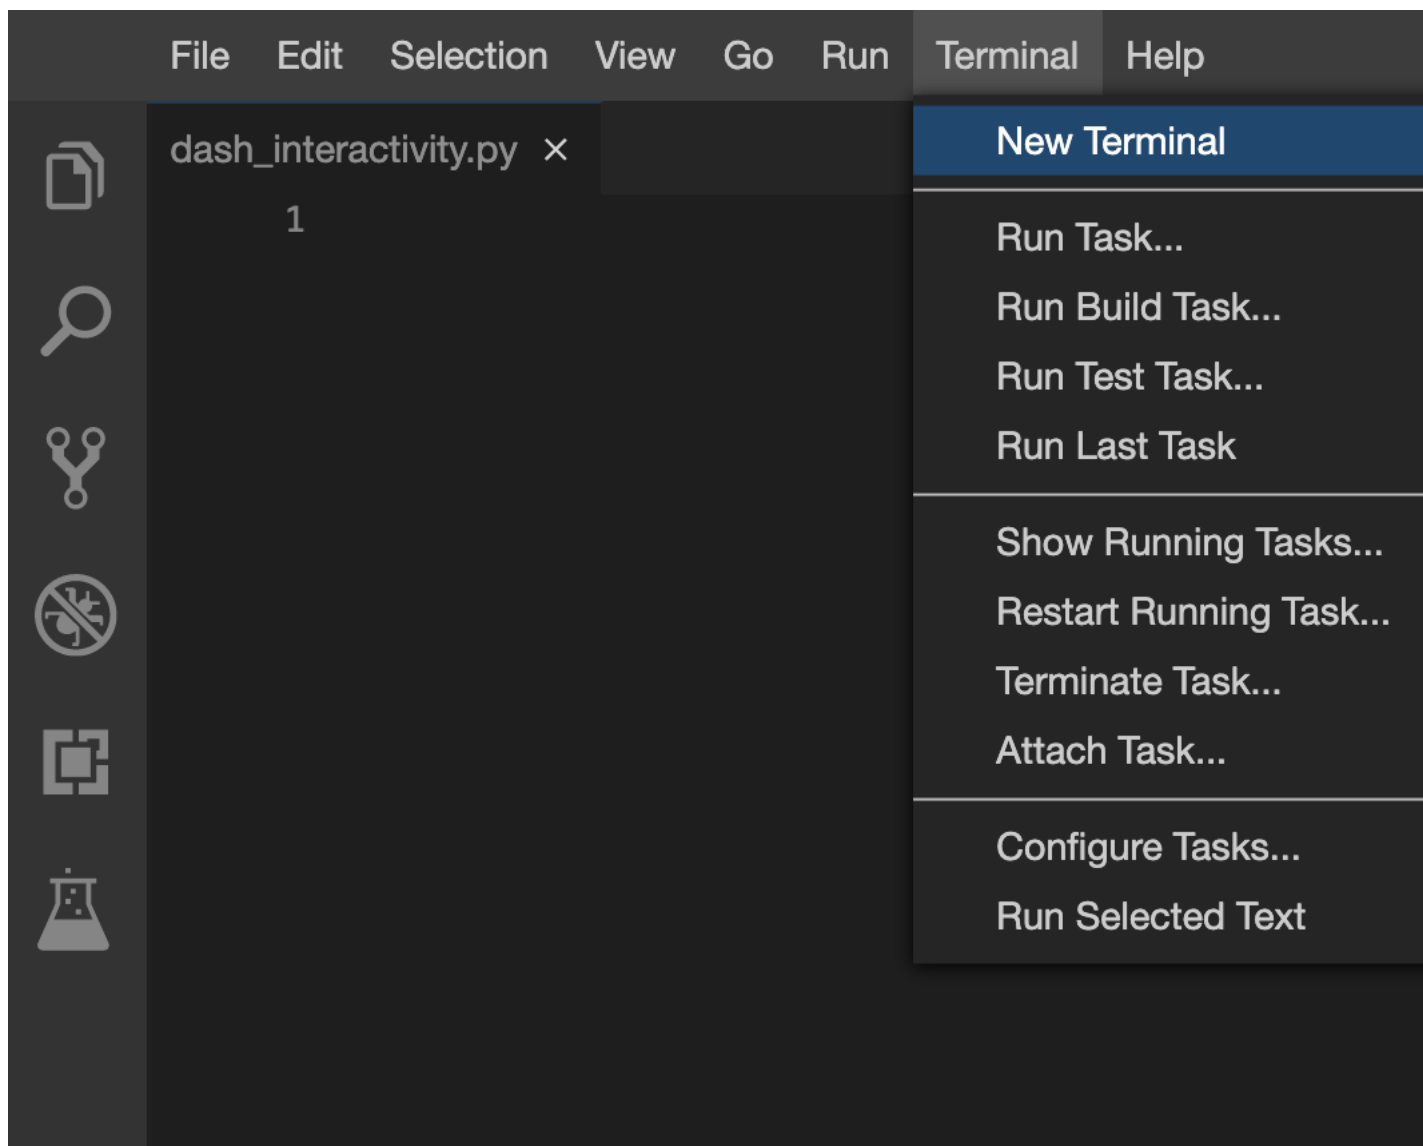 File Edit Selection View Go Run Terminal Help
dash_interactivity.py ×
1
New Terminal
Run Task...
Run Build Task...
Run Test Task...
Run Last Task
Show Running Tasks...
Restart Running Task...
Terminate Task...
Attach Task...
Configure Tasks...
Run Selected Text